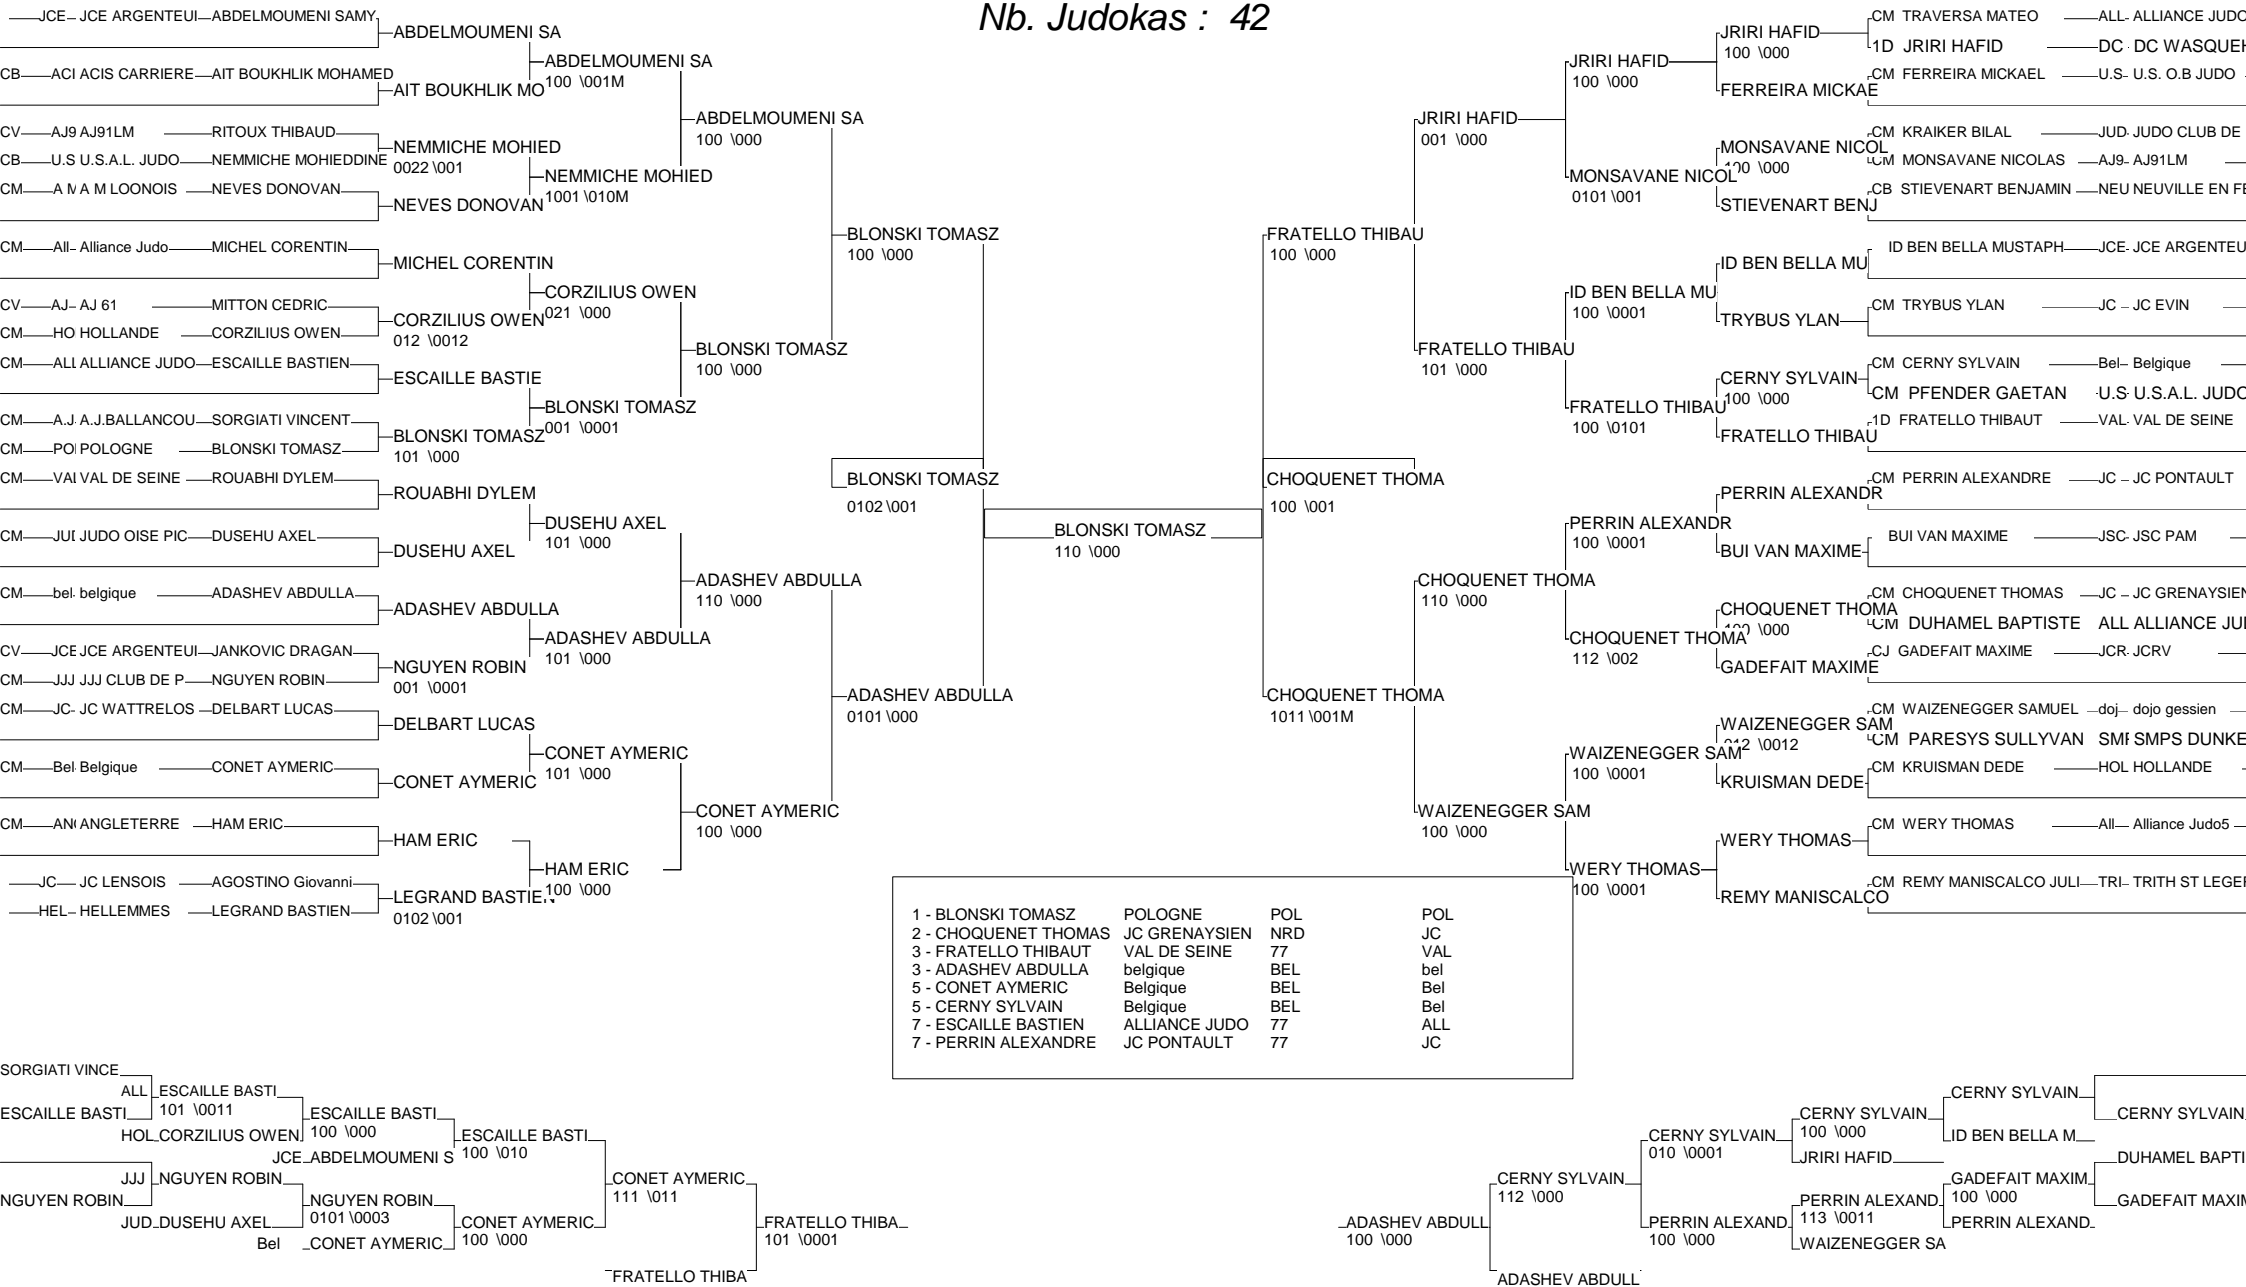 Nb. Judokas : 42
JCE JCE ARGENTEUI ABDELMOUMENI SAMY
CB ACI ACIS CARRIERE AIT BOUKHLIK MOHAMED
CV AJ9 AJ91LM RITOUX THIBAUD
CB U.S U.S.A.L. JUDO NEMMICHE MOHIEDDINE
CM A M A M LOONOIS NEVES DONOVAN
CM All Alliance Judo MICHEL CORENTIN
CV AJ AJ 61 MITTON CEDRIC
CM HO HOLLANDE CORZILIUS OWEN
CM ALL ALLIANCE JUDO ESCAILLE BASTIEN
CM A.J A.J.BALLANCOU SORGIATI VINCENT
CM POL POLOGNE BLONSKI TOMASZ
CM VAL VAL DE SEINE ROUABHI DYLEM
CM JUD JUDO OISE PIC DUSEHU AXEL
CM bel belgique ADASHEV ABDULLA
CV JCE JCE ARGENTEUI JANKOVIC DRAGAN
CM JJJ JJJ CLUB DE P NGUYEN ROBIN
CM JC JC WATTRELOS DELBART LUCAS
CM Bel Belgique CONET AYMERIC
CM ANG ANGLETERRE HAM ERIC
JC JC LENSOIS AGOSTINO Giovanni
HEL HELLEMMES LEGRAND BASTIEN
ABDELMOUMENI SA
AIT BOUKHLIK MO
NEMMICHE MOHIED
0022 \001
NEVES DONOVAN
MICHEL CORENTIN
CORZILIUS OWEN
012 \0012
ESCAILLE BASTIE
BLONSKI TOMASZ
101 \000
ROUABHI DYLEM
DUSEHU AXEL
ADASHEV ABDULLA
NGUYEN ROBIN
001 \0001
DELBART LUCAS
CONET AYMERIC
HAM ERIC
LEGRAND BASTIEN
0102 \001
ABDELMOUMENI SA
100 \001M
NEMMICHE MOHIED
1001 \010M
CORZILIUS OWEN
021 \000
BLONSKI TOMASZ
001 \0001
DUSEHU AXEL
101 \000
ADASHEV ABDULLA
101 \000
CONET AYMERIC
101 \000
HAM ERIC
100 \000
ABDELMOUMENI SA
100 \000
BLONSKI TOMASZ
100 \000
ADASHEV ABDULLA
110 \000
CONET AYMERIC
100 \000
BLONSKI TOMASZ
100 \000
BLONSKI TOMASZ
0102 \001
ADASHEV ABDULLA
0101 \000
BLONSKI TOMASZ
110 \000
FRATELLO THIBAU
100 \000
CHOQUENET THOMA
100 \001
CHOQUENET THOMA
1011 \001M
JRIRI HAFID
001 \000
FRATELLO THIBAU
101 \000
CHOQUENET THOMA
110 \000
WAIZENEGGER SAM
100 \000
JRIRI HAFID
100 \000
MONSAVANE NICOL
0101 \001
ID BEN BELLA MU
100 \0001
FRATELLO THIBAU
100 \0101
PERRIN ALEXANDR
100 \0001
CHOQUENET THOMA
112 \002
WAIZENEGGER SAM
100 \0001
WERY THOMAS
100 \0001
JRIRI HAFID
100 \000
FERREIRA MICKAE
MONSAVANE NICOL
100 \000
STIEVENART BENJ
ID BEN BELLA MU
TRYBUS YLAN
CERNY SYLVAIN
100 \000
FRATELLO THIBAU
PERRIN ALEXANDR
BUI VAN MAXIME
CHOQUENET THOMA
100 \000
GADEFAIT MAXIME
WAIZENEGGER SAM
012 \0012
KRUISMAN DEDE
WERY THOMAS
REMY MANISCALCO
CM TRAVERSA MATEO ALL ALLIANCE JUDO
1D JRIRI HAFID DC DC WASQUEH
CM FERREIRA MICKAEL U.S U.S. O.B JUDO
CM KRAIKER BILAL JUD JUDO CLUB DE
CM MONSAVANE NICOLAS AJ9 AJ91LM
CB STIEVENART BENJAMIN NEU NEUVILLE EN FE
ID BEN BELLA MUSTAPH JCE JCE ARGENTEU
CM TRYBUS YLAN JC JC EVIN
CM CERNY SYLVAIN Bel Belgique
CM PFENDER GAETAN U.S U.S.A.L. JUDO
1D FRATELLO THIBAUT VAL VAL DE SEINE
CM PERRIN ALEXANDRE JC JC PONTAULT
BUI VAN MAXIME JSC JSC PAM
CM CHOQUENET THOMAS JC JC GRENAYSIEN
CM DUHAMEL BAPTISTE ALL ALLIANCE JUD
CJ GADEFAIT MAXIME JCR JCRV
CM WAIZENEGGER SAMUEL doj dojo gessien
CM PARESYS SULLYVAN SMP SMPS DUNKE
CM KRUISMAN DEDE HOL HOLLANDE
CM WERY THOMAS All Alliance Judo5
CM REMY MANISCALCO JULI TRI TRITH ST LEGER
1 - BLONSKI TOMASZ POLOGNE POL POL
2 - CHOQUENET THOMAS JC GRENAYSIEN NRD JC
3 - FRATELLO THIBAUT VAL DE SEINE 77 VAL
3 - ADASHEV ABDULLA belgique BEL bel
5 - CONET AYMERIC Belgique BEL Bel
5 - CERNY SYLVAIN Belgique BEL Bel
7 - ESCAILLE BASTIEN ALLIANCE JUDO 77 ALL
7 - PERRIN ALEXANDRE JC PONTAULT 77 JC
SORGIATI VINCE
ESCAILLE BASTI
NGUYEN ROBIN
ALL ESCAILLE BASTI
101 \0011
HOL CORZILIUS OWEN
JCE ABDELMOUMENI S
JJJ NGUYEN ROBIN
JUD DUSEHU AXEL
Bel CONET AYMERIC
ESCAILLE BASTI
100 \000
NGUYEN ROBIN
0101 \0003
ESCAILLE BASTI
100 \010
CONET AYMERIC
100 \000
CONET AYMERIC
111 \011
FRATELLO THIBA
FRATELLO THIBA
101 \0001
ADASHEV ABDULL
100 \000
CERNY SYLVAIN
112 \000
ADASHEV ABDULL
CERNY SYLVAIN
010 \0001
PERRIN ALEXAND
100 \000
CERNY SYLVAIN
100 \000
JRIRI HAFID
PERRIN ALEXAND
113 \0011
WAIZENEGGER SA
CERNY SYLVAIN
ID BEN BELLA M
GADEFAIT MAXIM
100 \000
PERRIN ALEXAND
CERNY SYLVAIN
DUHAMEL BAPTI
GADEFAIT MAXIM